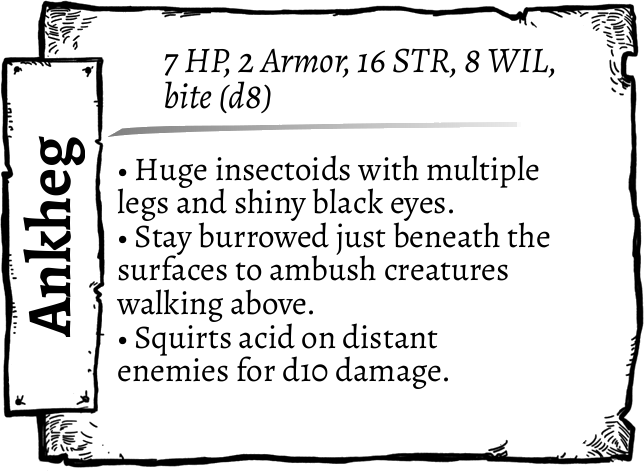 Ankheg
7 HP, 2 Armor, 16 STR, 8 WIL,
bite (d8)
• Huge insectoids with multiple
legs and shiny black eyes.
• Stay burrowed just beneath the
surfaces to ambush creatures
walking above.
• Squirts acid on distant
enemies for d10 damage.